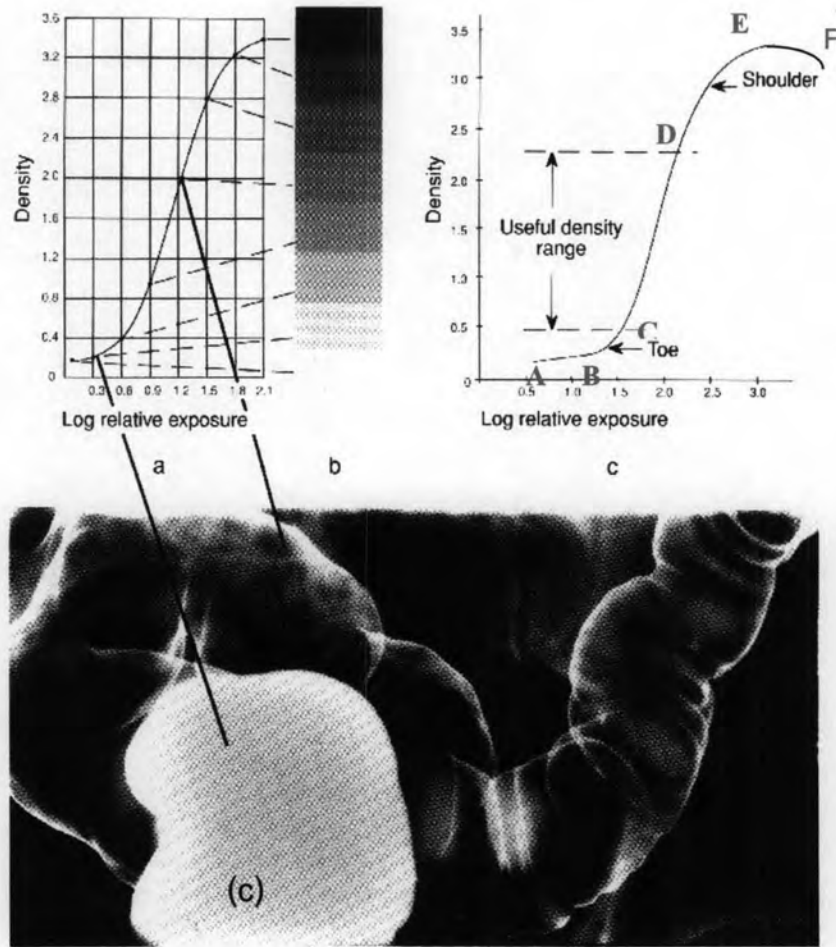 3.6
3.2
3.8
2.4
2.0
1.6
1.2
0.8
0.4
0
Density
0.3 0.6 0.9 1.2 1.5 1.8 2.1
Log relative exposure
a
b
E
F
3.5
3.0
2.5
2.0
1.5
1.0
0.5
0
Density
Shoulder
D
Useful density
range
C
Toe
A
B
0.5 1.0 1.5 2.0 2.5 3.0
Log relative exposure
c
(c)